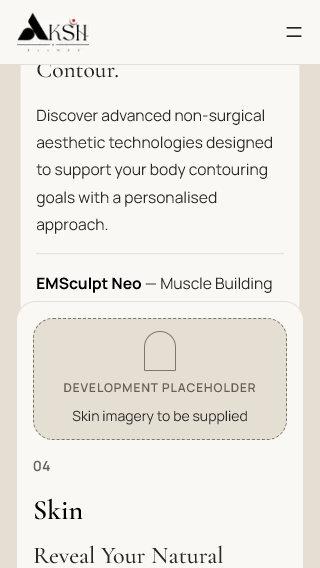 AKSH
Contour.
Discover advanced non-surgical
aesthetic technologies designed
to support your body contouring
goals with a personalised
approach.
EMSculpt Neo — Muscle Building
DEVELOPMENT PLACEHOLDER
Skin imagery to be supplied
04
Skin
Reveal Your Natural